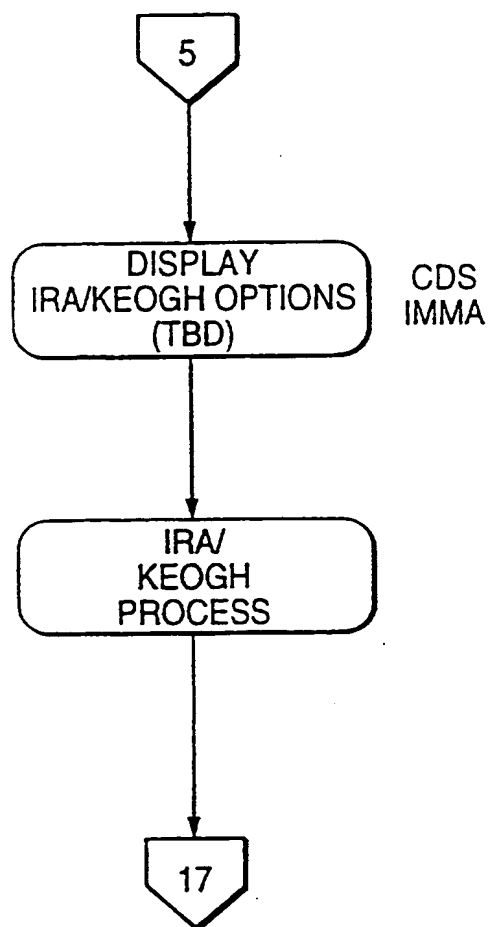 5
DISPLAY
IRA/KEOGH OPTIONS
(TBD)
CDS
IMMA
IRA/
KEOGH
PROCESS
17